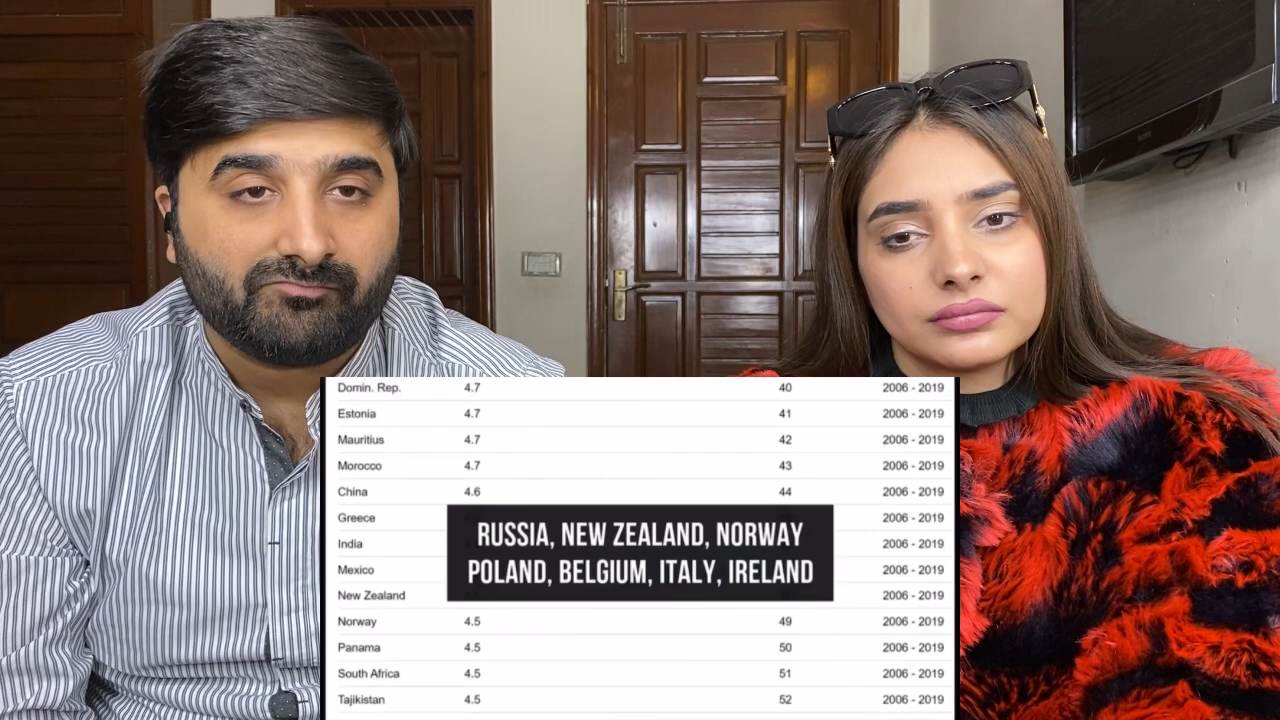 SONY
Domin. Rep. 4.7 40 2006 - 2019
Estonia 4.7 41 2006 - 2019
Mauritius 4.7 42 2006 - 2019
Morocco 4.7 43 2006 - 2019
China 4.6 44 2006 - 2019
Greece 2006 - 2019
India 2006 - 2019
Mexico 2006 - 2019
New Zealand 2006 - 2019
RUSSIA, NEW ZEALAND, NORWAY
POLAND, BELGIUM, ITALY, IRELAND
Norway 4.5 49 2006 - 2019
Panama 4.5 50 2006 - 2019
South Africa 4.5 51 2006 - 2019
Tajikistan 4.5 52 2006 - 2019